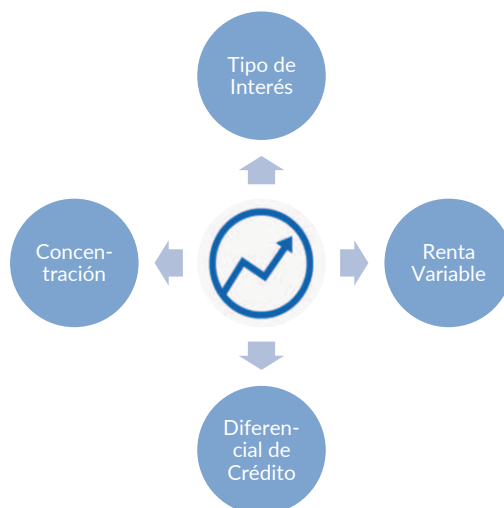 Tipo de
Interés
Concen-
tración
Renta
Variable
Diferen-
cial de
Crédito